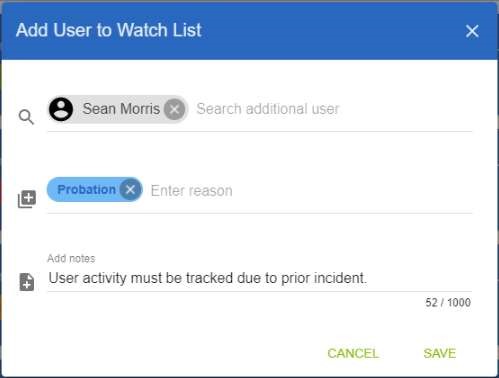 Add User to Watch List
Sean Morris Search additional user
Probation Enter reason
Add notes
User activity must be tracked due to prior incident.
52 / 1000
CANCEL SAVE